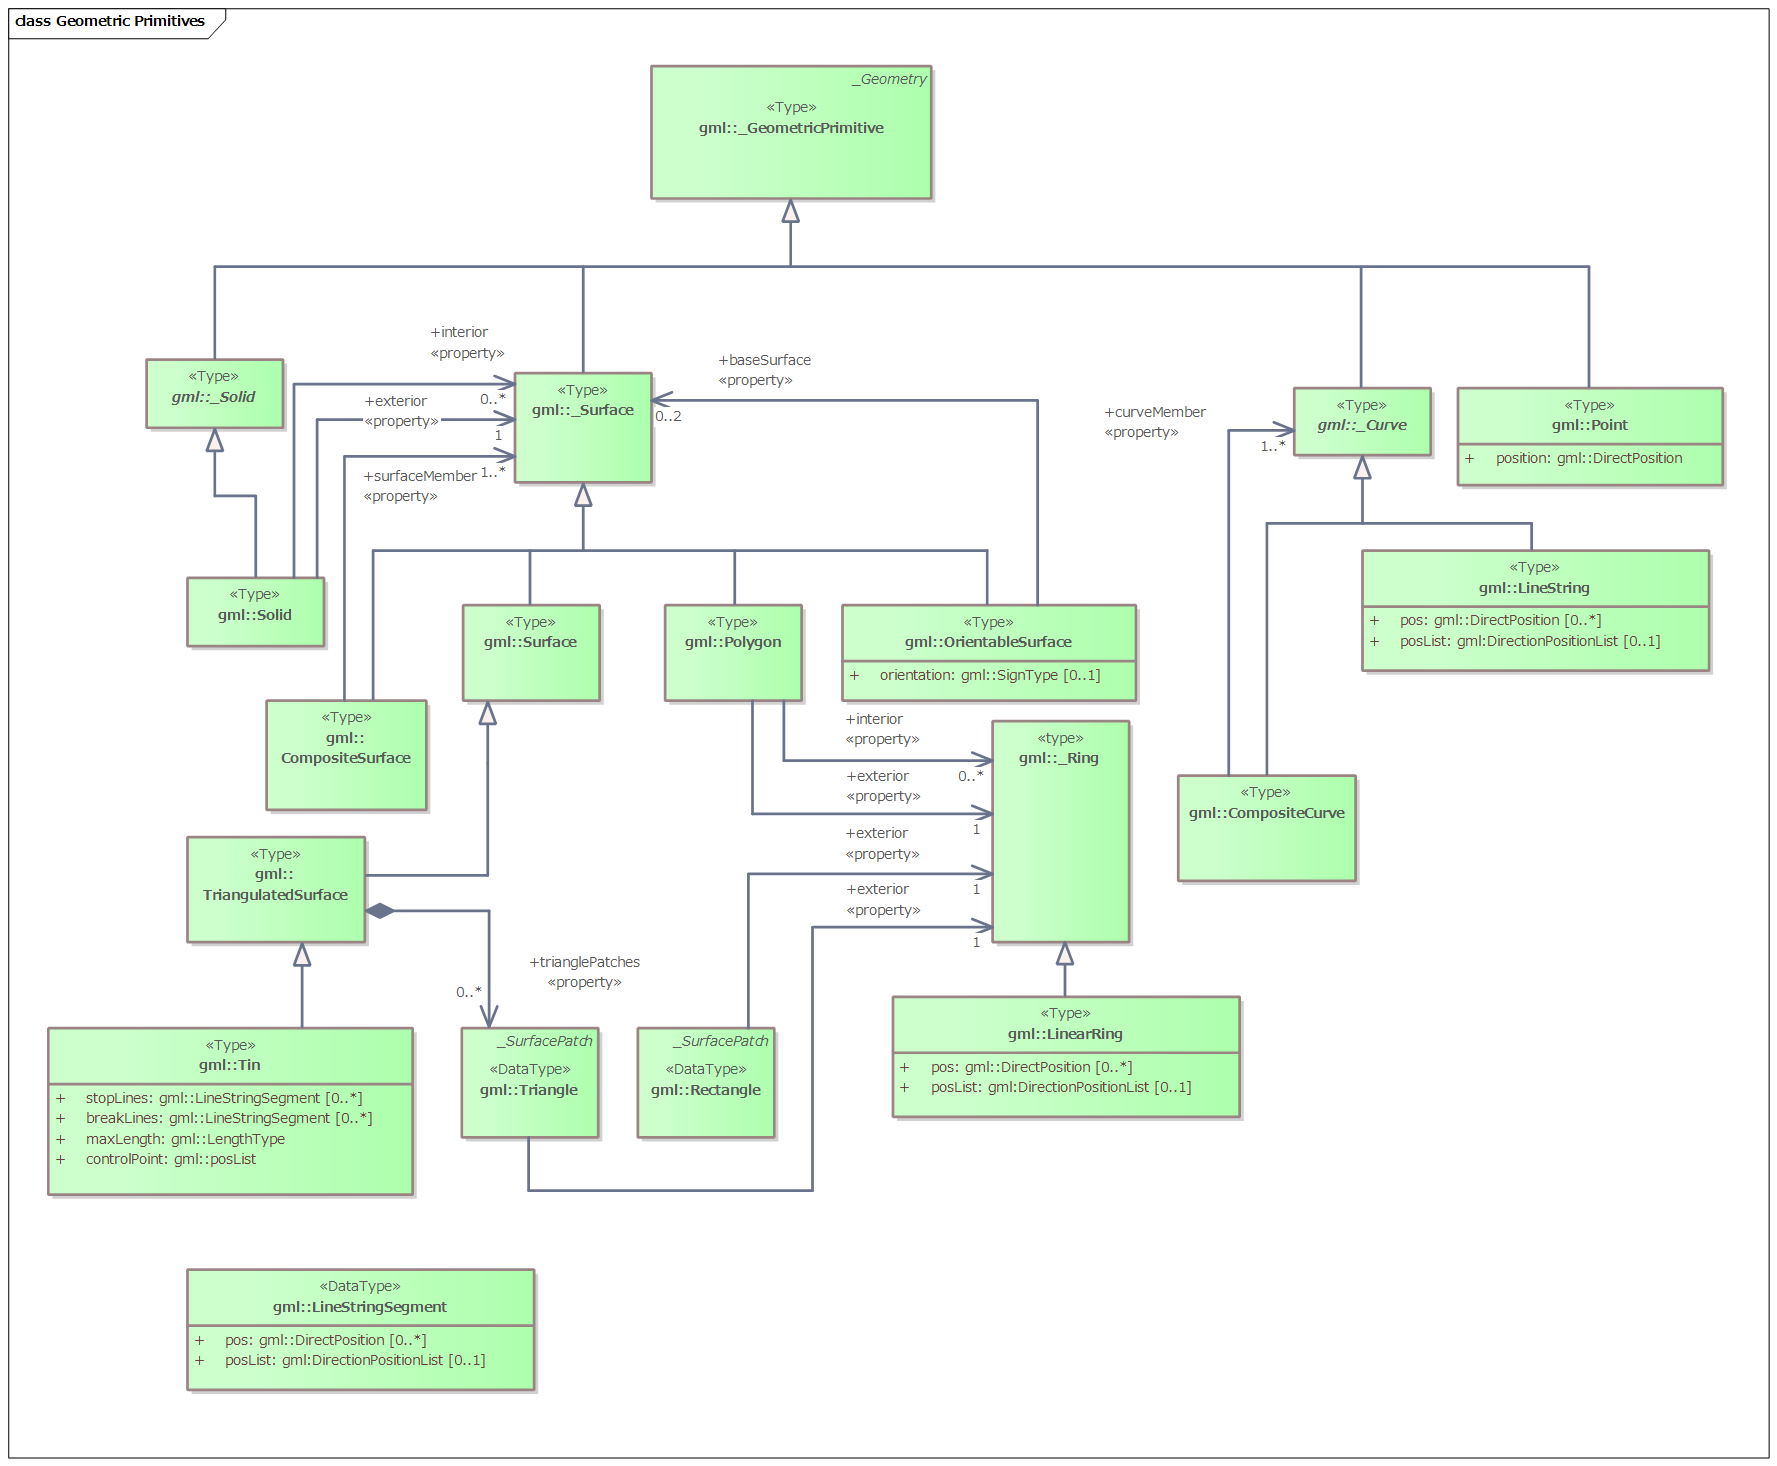 class Geometric Primitives
_Geometry
«Type»
gml::_GeometricPrimitive
+interior
«property»
0..*
+exterior
«property»
1
+surfaceMember
«property»
1..*
+baseSurface
«property»
0..2
+curveMember
«property»
1..*
«Type»
gml::_Solid
«Type»
gml::_Surface
«Type»
gml::_Curve
«Type»
gml::Point
+ position: gml::DirectPosition
«Type»
gml::Solid
«Type»
gml::Surface
«Type»
gml::Polygon
«Type»
gml::OrientableSurface
+ orientation: gml::SignType [0..1]
«Type»
gml::LineString
+ pos: gml::DirectPosition [0..*]
+ posList: gml:DirectionPositionList [0..1]
«Type»
gml::
CompositeSurface
+interior
«property»
0..*
+exterior
«property»
1
+exterior
«property»
1
+exterior
«property»
1
«type»
gml::_Ring
«Type»
gml::CompositeCurve
«Type»
gml::
TriangulatedSurface
+trianglePatches
«property»
0..*
«Type»
gml::Tin
+ stopLines: gml::LineStringSegment [0..*]
+ breakLines: gml::LineStringSegment [0..*]
+ maxLength: gml::LengthType
+ controlPoint: gml::posList
_SurfacePatch
«DataType»
gml::Triangle
_SurfacePatch
«DataType»
gml::Rectangle
«Type»
gml::LinearRing
+ pos: gml::DirectPosition [0..*]
+ posList: gml:DirectionPositionList [0..1]
«DataType»
gml::LineStringSegment
+ pos: gml::DirectPosition [0..*]
+ posList: gml:DirectionPositionList [0..1]